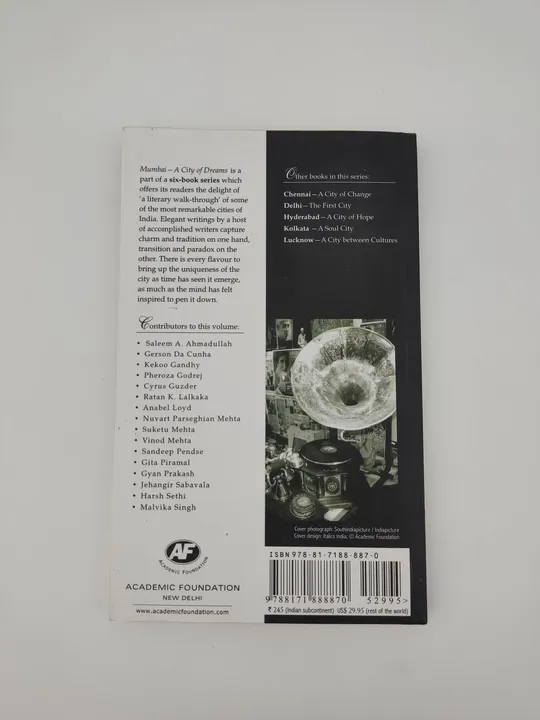 Mumbai—A City of Dreams is a
part of a six-book series which
offers its readers the delight of
'a literary walk-through' of some
of the most remarkable cities of
India. Elegant writings by a host
of accomplished writers capture
charm and tradition on one hand,
transition and paradox on the
other. There is every flavour to
bring up the uniqueness of the
city as time has seen it emerge,
as much as the mind has felt
inspired to pen it down.
Contributors to this volume:
• Saleem A. Ahmadullah
• Gerson Da Cunha
• Kekoo Gandhy
• Pheroza Godrej
• Cyrus Guzder
• Ratan K. Lalkaka
• Anabel Loyd
• Nuvart Parseghian Mehta
• Suketu Mehta
• Vinod Mehta
• Sandeep Pendse
• Gita Piramal
• Gyan Prakash
• Jehangir Sabavala
• Harsh Sethi
• Malvika Singh
AF
ACADEMIC FOUNDATION
ACADEMIC FOUNDATION
NEW DELHI
www.academicfoundation.com
Other books in this series:
Chennai—A City of Change
Delhi—The First City
Hyderabad—A City of Hope
Kolkata —A Soul City
Lucknow—A City between Cultures
Cover photograph: Southindiapicture / Indiapicture
Cover design: Italics India, © Academic Foundation
ISBN 978-81-7188-887-0
9788171888870
52995>
₹ 245 (Indian subcontinent) US$ 29.95 (rest of the world)